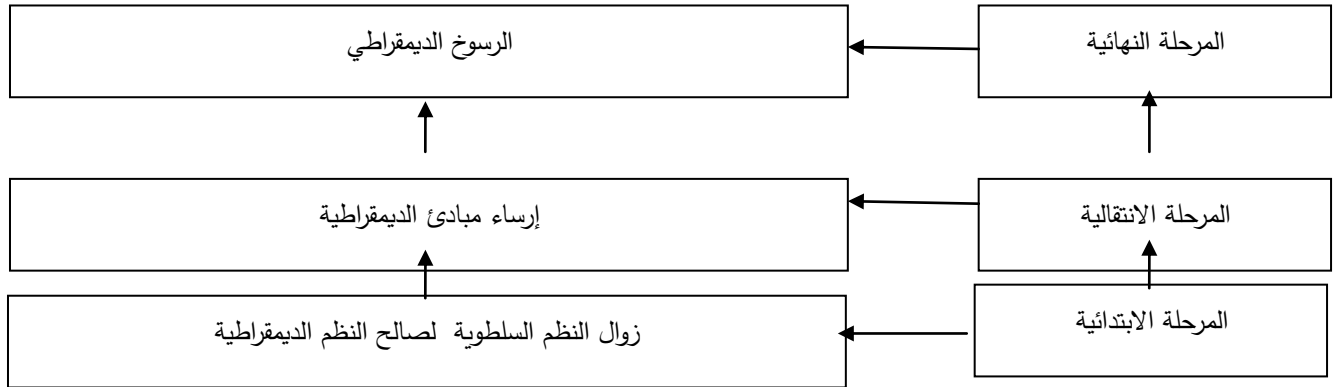 المرحلة النهائية
الرسوخ الديمقراطي
المرحلة الانتقالية
إرساء مبادئ الديمقراطية
المرحلة الابتدائية
زوال النظم السلطوية لصالح النظم الديمقراطية